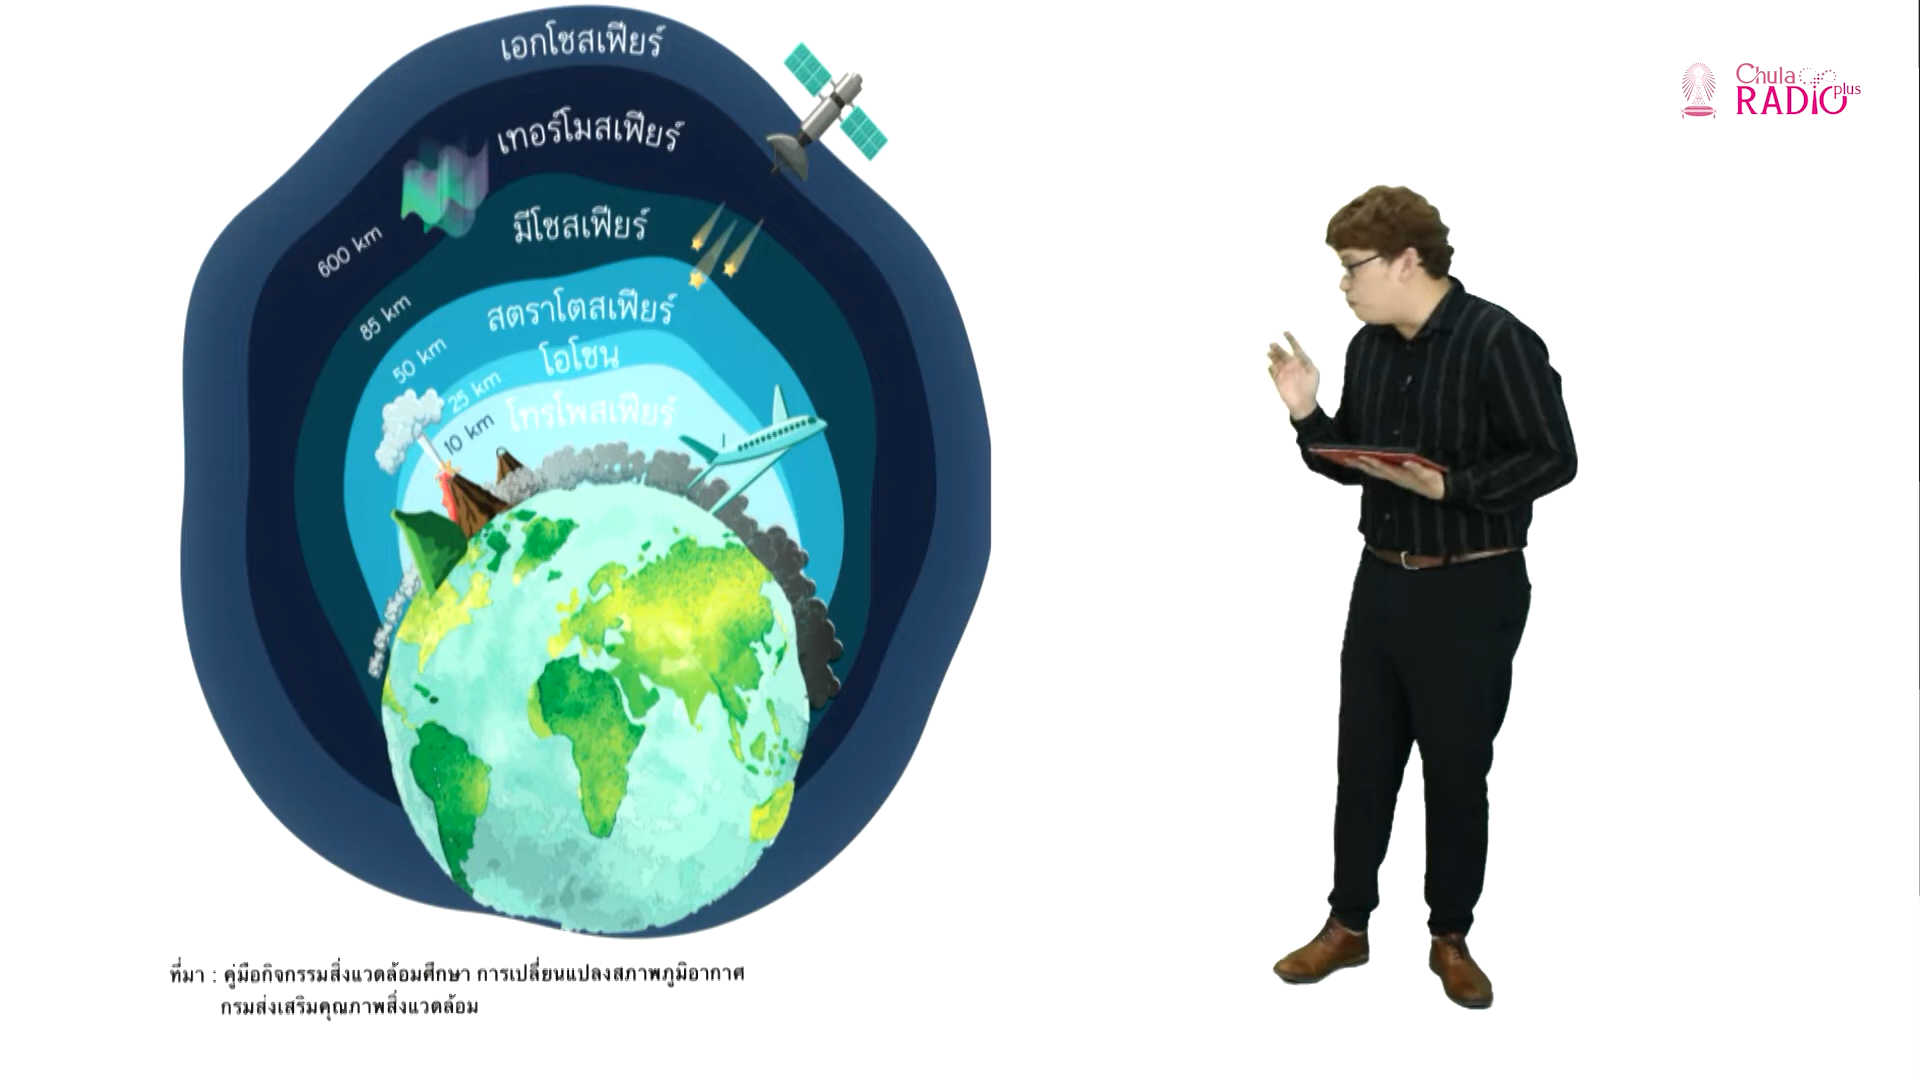 เอกโซสเฟียร์
เทอร์โมสเฟียร์
มีโซสเฟียร์
สตราโตสเฟียร์
โอโซน
โทรโพสเฟียร์
600 km
85 km
50 km
25 km
10 km
Chula
RADIO plus
ที่มา : คู่มือกิจกรรมสิ่งแวดล้อมศึกษา การเปลี่ยนแปลงสภาพภูมิอากาศ
กรมส่งเสริมคุณภาพสิ่งแวดล้อม